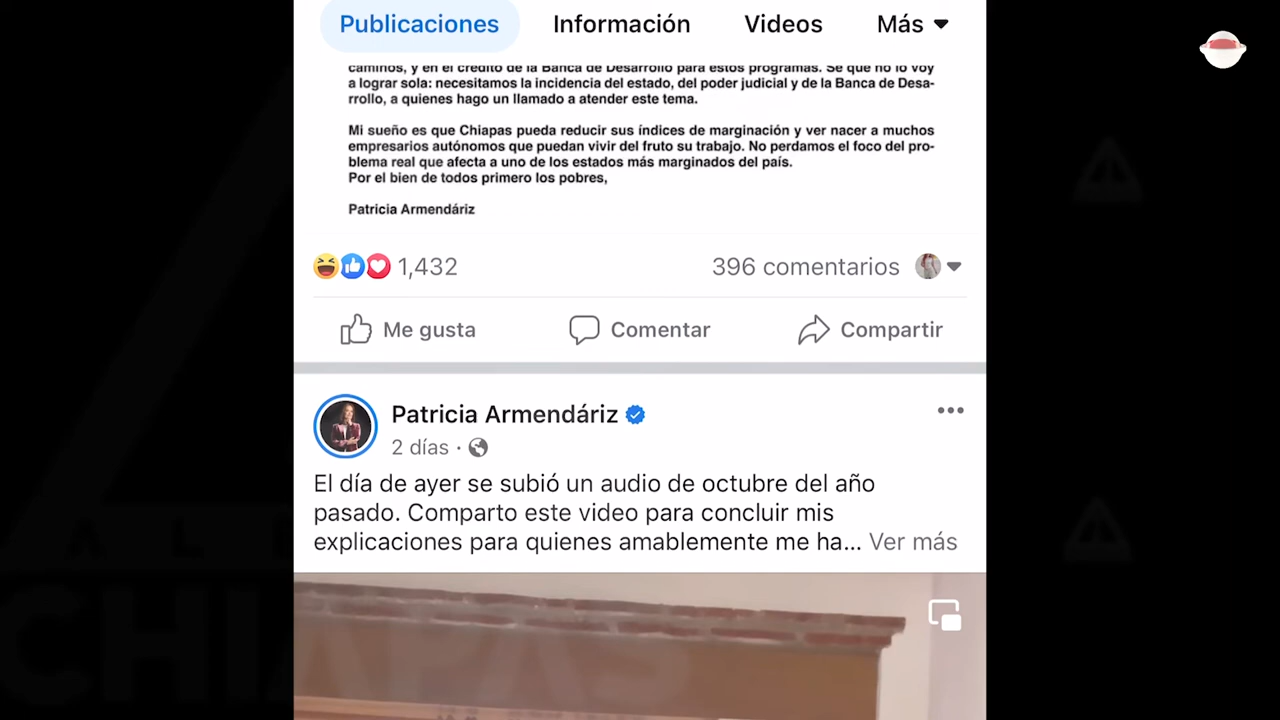 Publicaciones Información Videos Más
caminos, y en el crédito de la Banca de Desarrollo para estos programas. Sé que no lo voy
a lograr sola: necesitamos la incidencia del estado, del poder judicial y de la Banca de Desa-
rrollo, a quienes hago un llamado a atender este tema.
Mi sueño es que Chiapas pueda reducir sus índices de marginación y ver nacer a muchos
empresarios autónomos que puedan vivir del fruto su trabajo. No perdamos el foco del pro-
blema real que afecta a uno de los estados más marginados del país.
Por el bien de todos primero los pobres,
Patricia Armendáriz
1,432 396 comentarios
Me gusta Comentar Compartir
Patricia Armendáriz
2 días ·
El día de ayer se subió un audio de octubre del año
pasado. Comparto este video para concluir mis
explicaciones para quienes amablemente me ha... Ver más
CHIAPAS